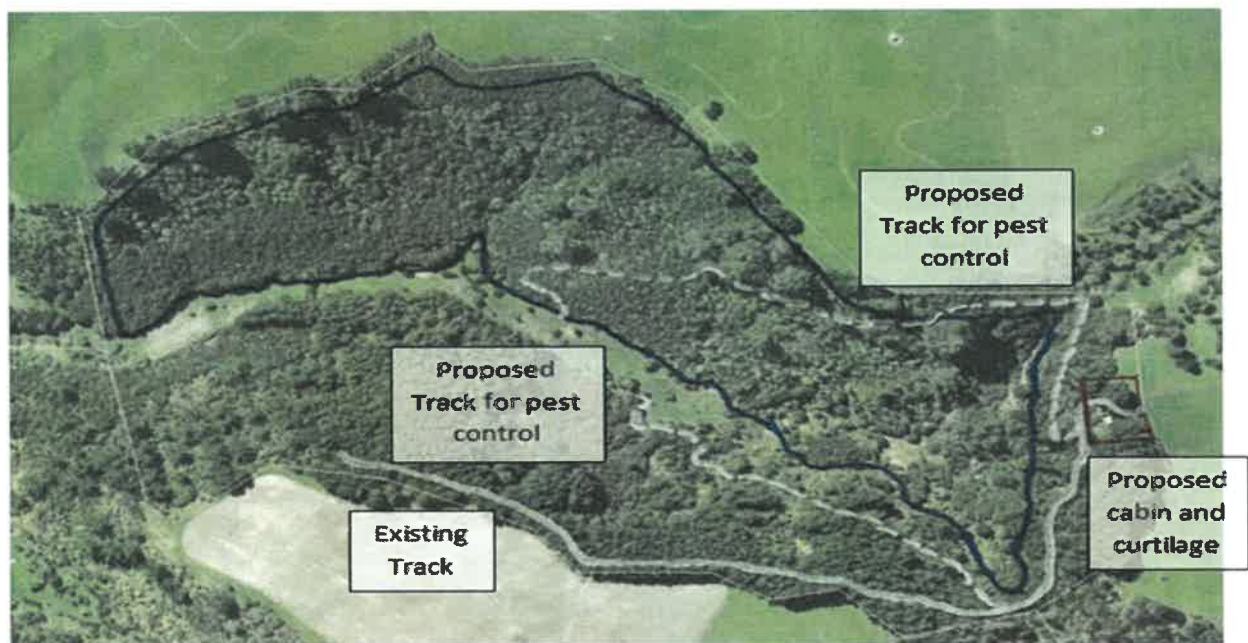 Proposed
Track for pest
control
Proposed
Track for pest
control
Existing
Track
Proposed
cabin and
curtilage